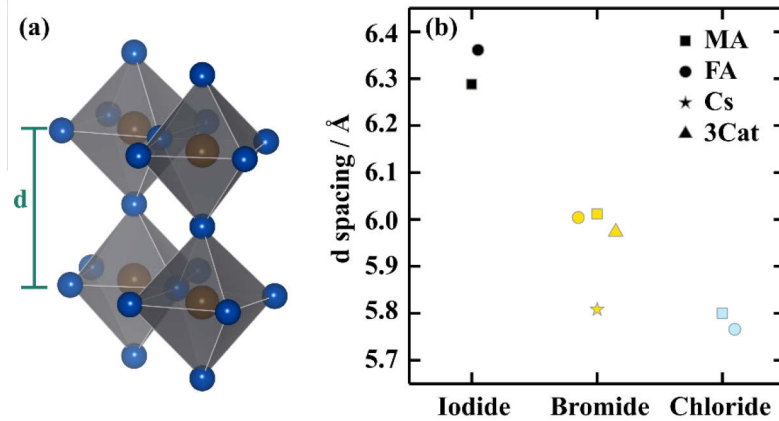 (a)
d
(b)
MA
FA
Cs
3Cat
d spacing / Å
6.4
6.3
6.2
6.1
6.0
5.9
5.8
5.7
Iodide Bromide Chloride